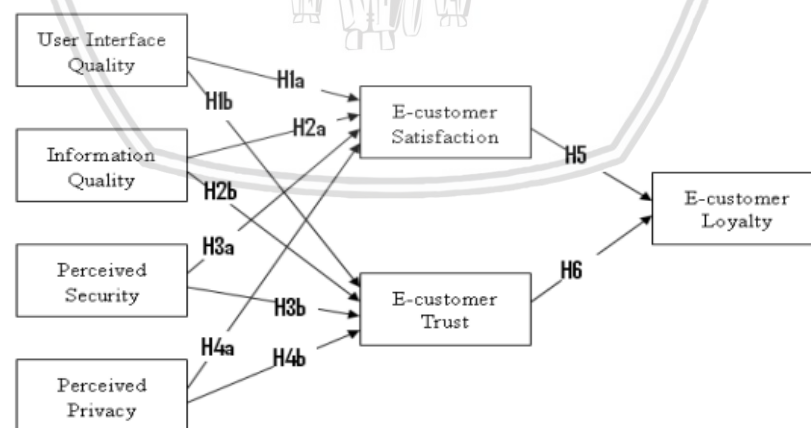 User Interface
Quality
H1a
H1b
E-customer
Satisfaction
Information
Quality
H2a
H2b
H5
E-customer
Loyalty
Perceived
Security
H3a
H3b
E-customer
Trust
H6
Perceived
Privacy
H4a
H4b